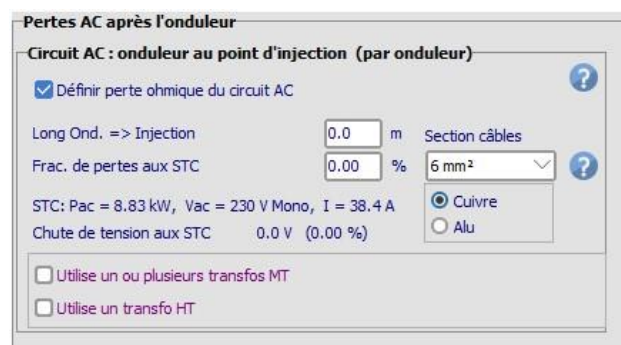 Pertes AC après l'onduleur
Circuit AC : onduleur au point d'injection (par onduleur)
Définir perte ohmique du circuit AC
?
Long Ond. => Injection 0.0 m Section câbles
Frac. de pertes aux STC 0.00 % 6 mm² ?
STC: Pac = 8.83 kW, Vac = 230 V Mono, I = 38.4 A Cuivre
Chute de tension aux STC 0.0 V (0.00 %) Alu
Utilise un ou plusieurs transfos MT
Utilise un transfo HT